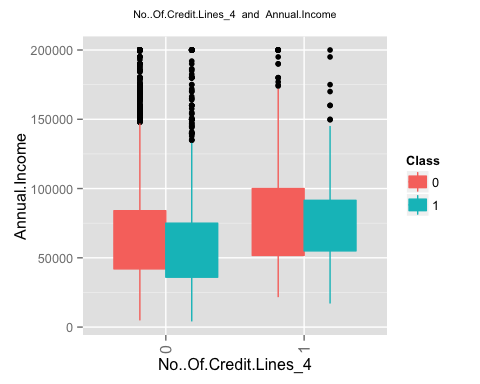 No..Of.Credit.Lines_4 and Annual.Income
200000
150000
100000
50000
0
Annual.Income
0
1
No..Of.Credit.Lines_4
Class
0
1